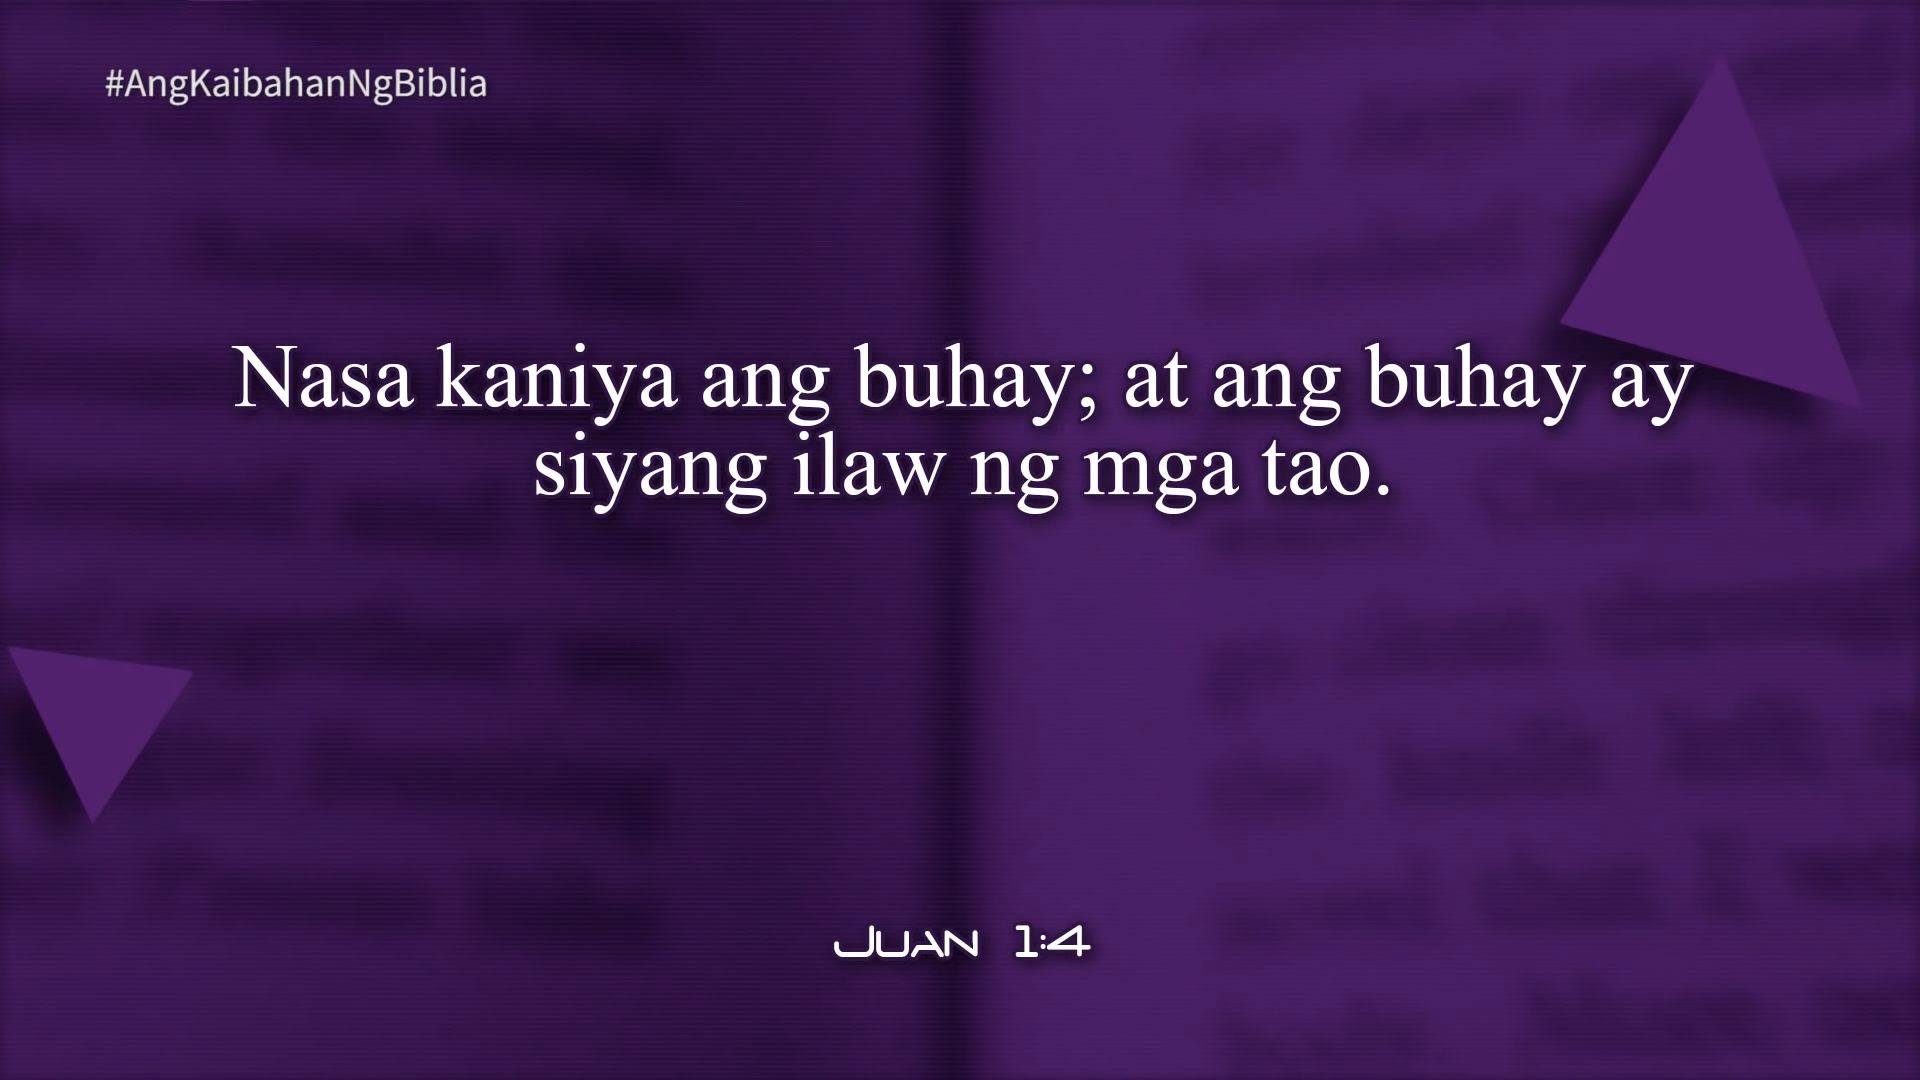 #AngKaibahanNgBiblia
Nasa kaniya ang buhay; at ang buhay ay
siyang ilaw ng mga tao.
Juan 1:4